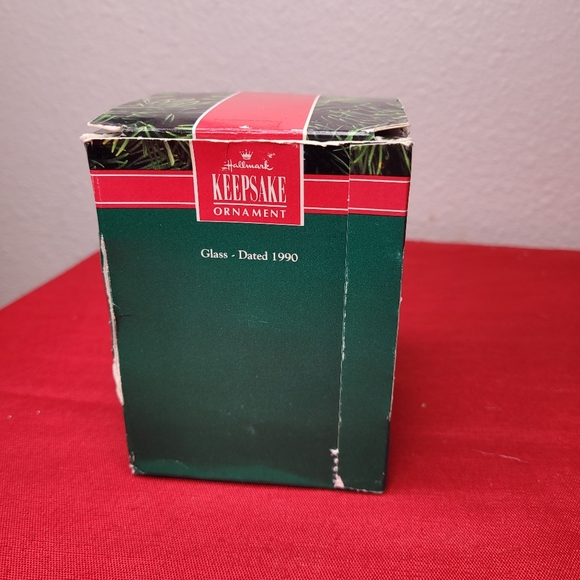 Hallmark
KEEPSAKE
ORNAMENT
Glass - Dated 1990